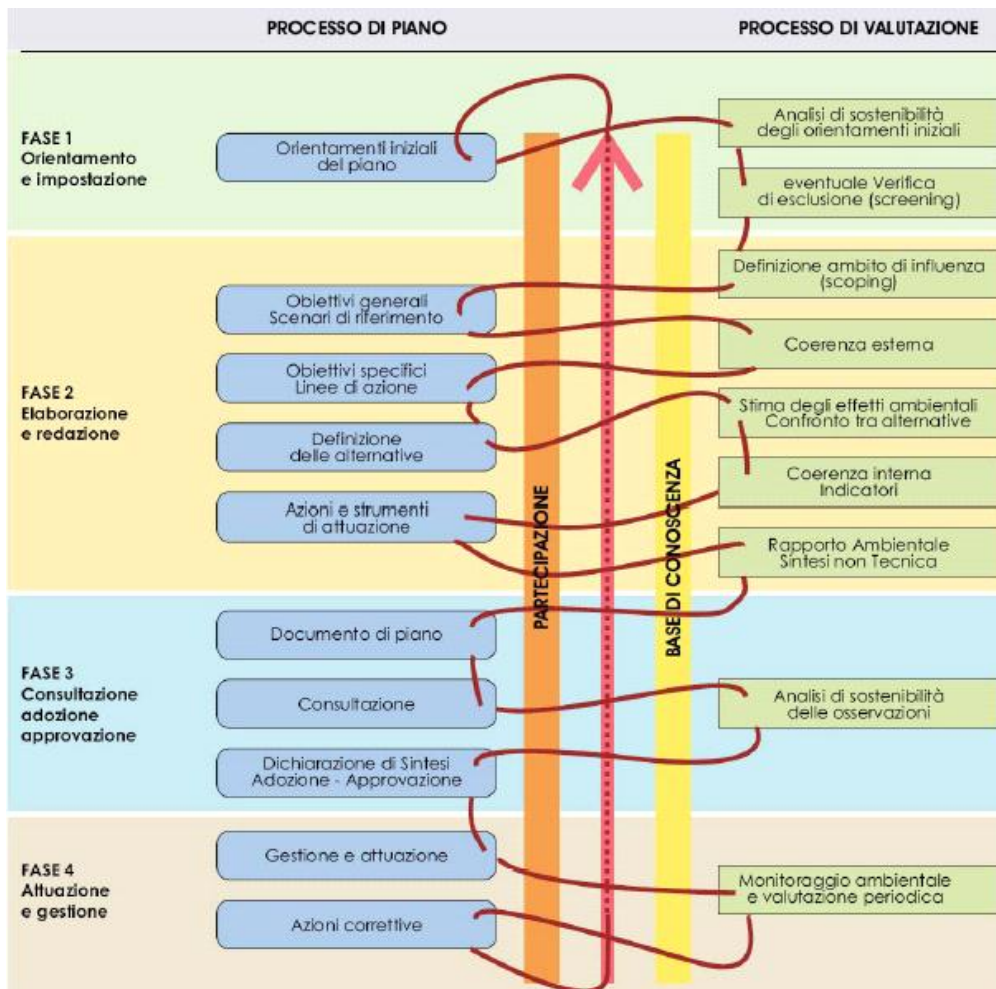 PROCESSO DI PIANO
PROCESSO DI VALUTAZIONE
FASE 1
Orientamento
e impostazione
Orientamenti iniziali
del piano
Analisi di sostenibilità
degli orientamenti iniziali
eventuale Verifica
di esclusione (screening)
FASE 2
Elaborazione
e redazione
Obiettivi generali
Scenari di riferimento
Obiettivi specifici
Linee di azione
Definizione
delle alternative
Azioni e strumenti
di attuazione
Definizione ambito di influenza
(scoping)
Coerenza esterna
Stima degli effetti ambientali
Confronto tra alternative
Coerenza interna
Indicatori
Rapporto Ambientale
Sintesi non Tecnica
PARTECIPAZIONE
BASE DI CONOSCENZA
FASE 3
Consultazione
adozione
approvazione
Documento di piano
Consultazione
Dichiarazione di Sintesi
Adozione - Approvazione
Analisi di sostenibilità
delle osservazioni
FASE 4
Attuazione
e gestione
Gestione e attuazione
Azioni correttive
Monitoraggio ambientale
e valutazione periodica